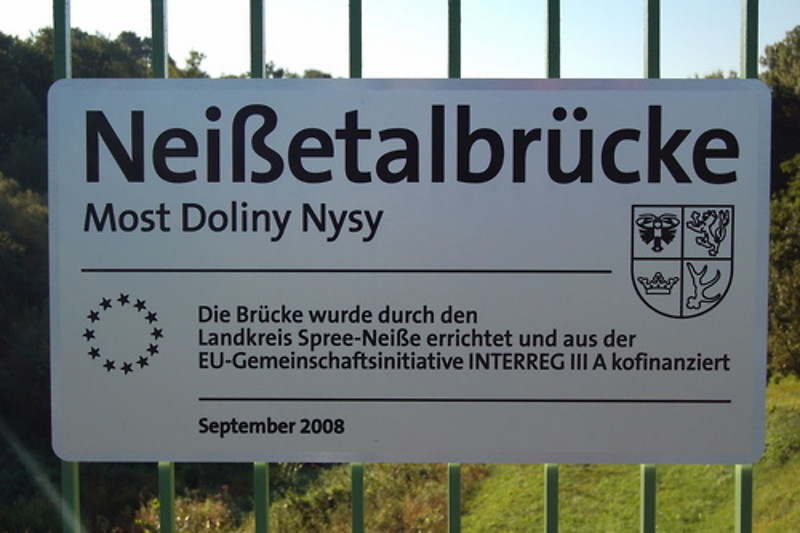 Neißetalbrücke
Most Doliny Nysy
Die Brücke wurde durch den
Landkreis Spree-Neiße errichtet und aus der
EU-Gemeinschaftsinitiative INTERREG III A kofinanziert
September 2008